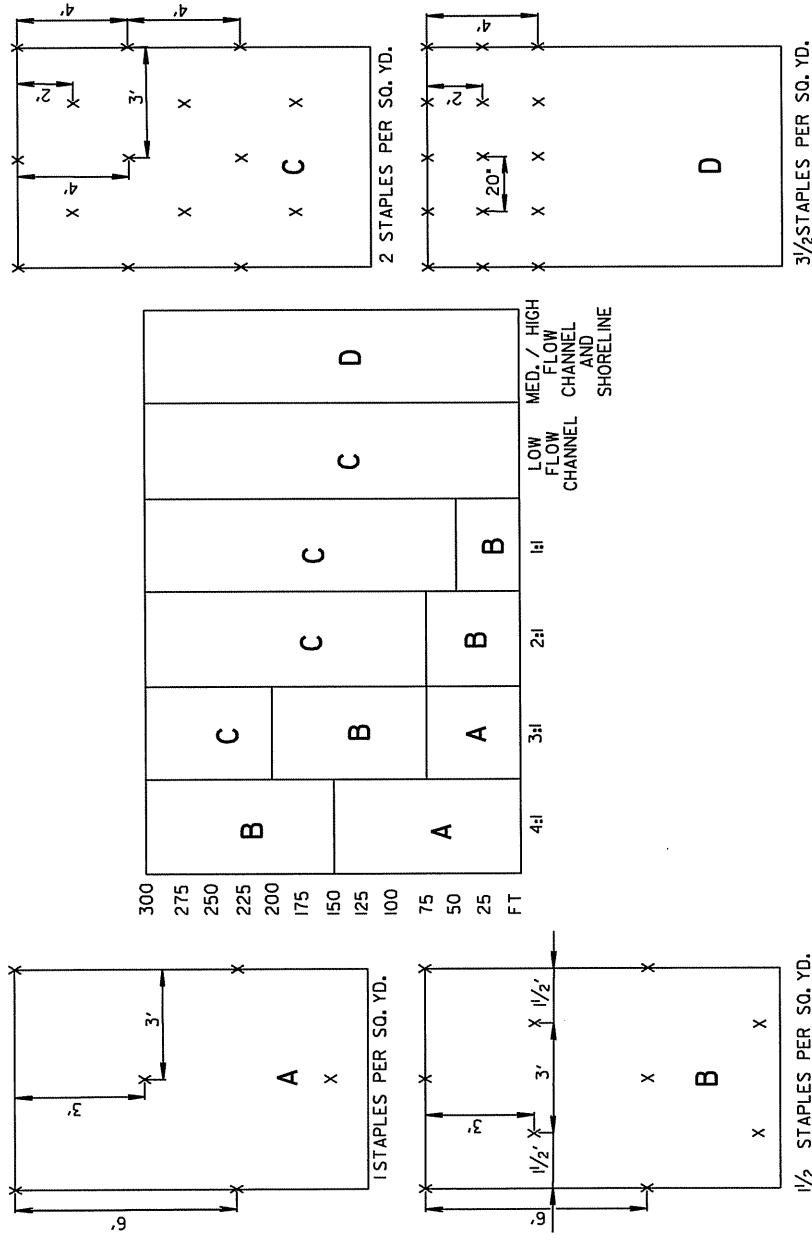 6'
3'
3'
A
1 STAPLES PER SQ. YD.
6'
3'
1 1/2'
3'
1 1/2'
B
1 1/2 STAPLES PER SQ. YD.
300
275
250
225
200
175
150
125
100
75
50
25
FT
B
A
C
B
A
C
B
C
B
C
D
4:1
3:1
2:1
1:1
LOW
FLOW
CHANNEL
MED. / HIGH
FLOW
CHANNEL
AND
SHORELINE
4'
2'
4'
4'
3'
C
2 STAPLES PER SQ. YD.
2'
4'
20"
D
3 1/2 STAPLES PER SQ. YD.